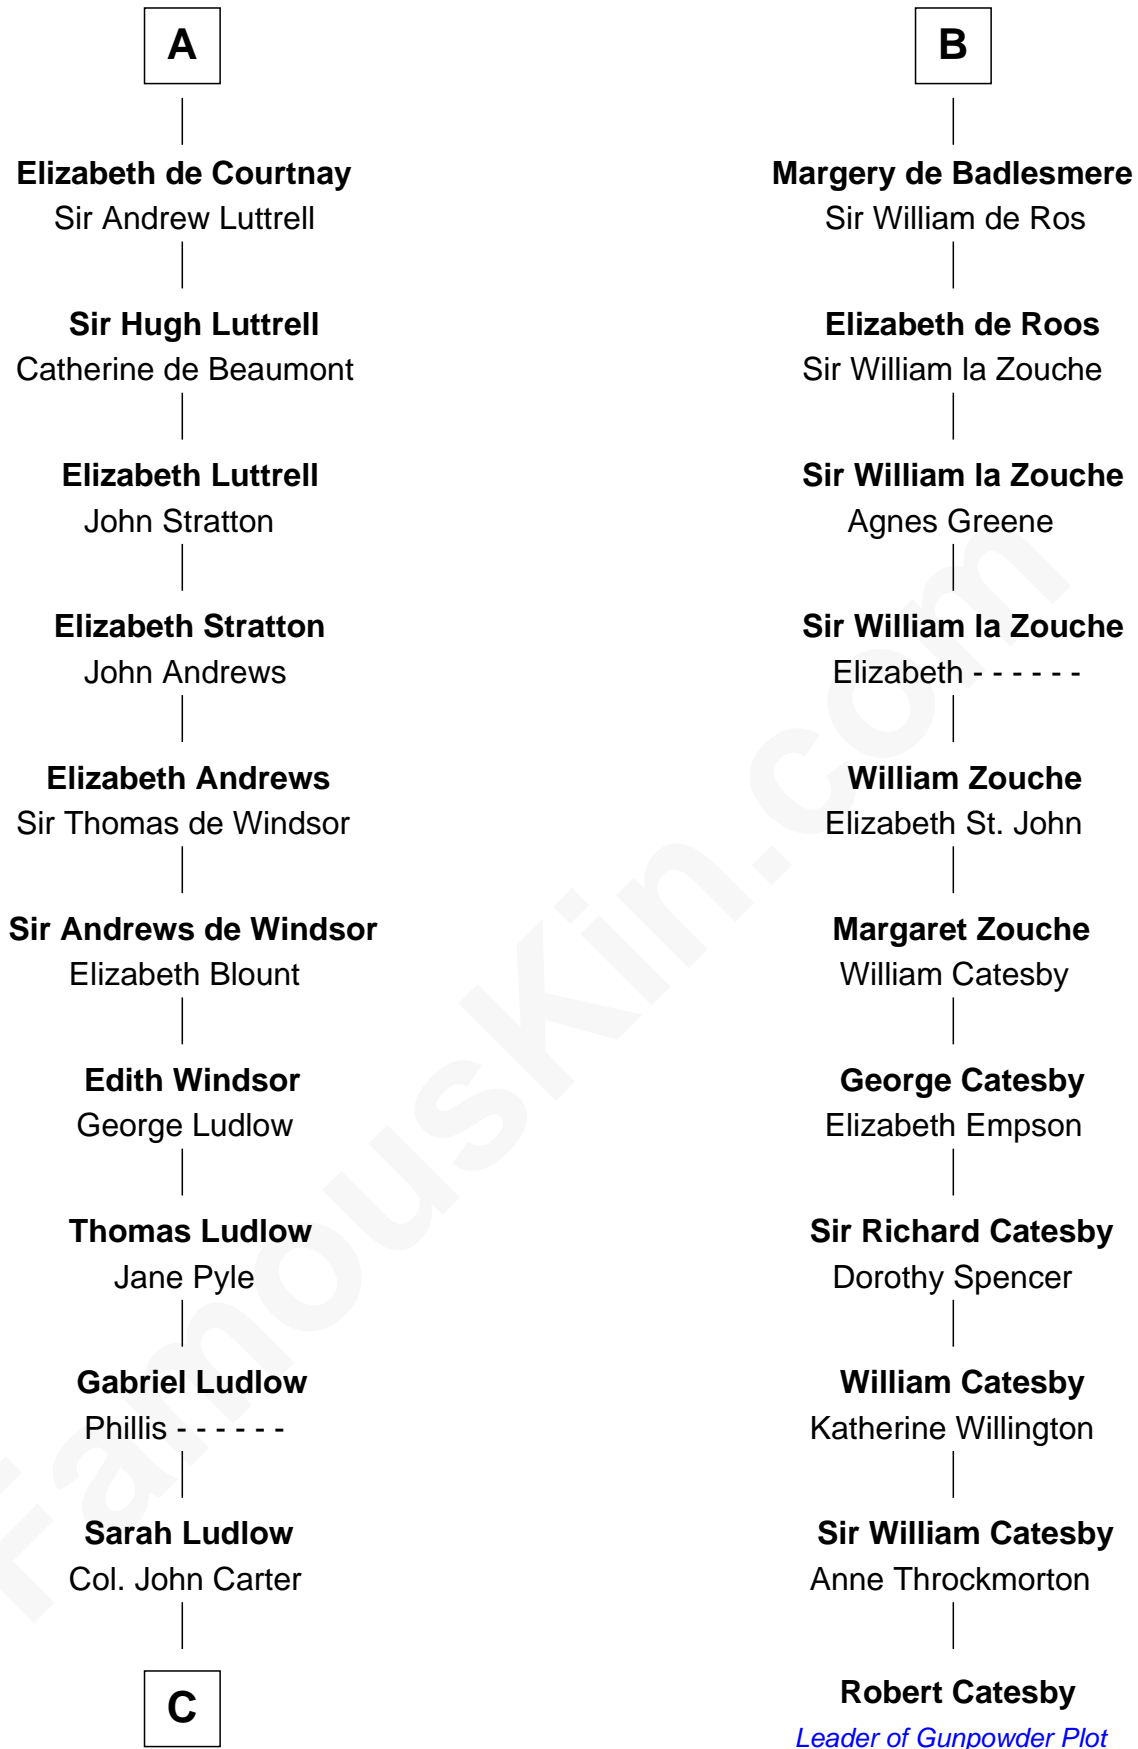 A
Elizabeth de Courtnay
Sir Andrew Luttrell
Sir Hugh Luttrell
Catherine de Beaumont
Elizabeth Luttrell
John Stratton
Elizabeth Stratton
John Andrews
Elizabeth Andrews
Sir Thomas de Windsor
Sir Andrews de Windsor
Elizabeth Blount
Edith Windsor
George Ludlow
Thomas Ludlow
Jane Pyle
Gabriel Ludlow
Phillis - - - - - -
Sarah Ludlow
Col. John Carter
C
B
Margery de Badlesmere
Sir William de Ros
Elizabeth de Roos
Sir William la Zouche
Sir William la Zouche
Agnes Greene
Sir William la Zouche
Elizabeth - - - - - -
William Zouche
Elizabeth St. John
Margaret Zouche
William Catesby
George Catesby
Elizabeth Empson
Sir Richard Catesby
Dorothy Spencer
William Catesby
Katherine Willington
Sir William Catesby
Anne Throckmorton
Robert Catesby
Leader of Gunpowder Plot
FamousKin.com